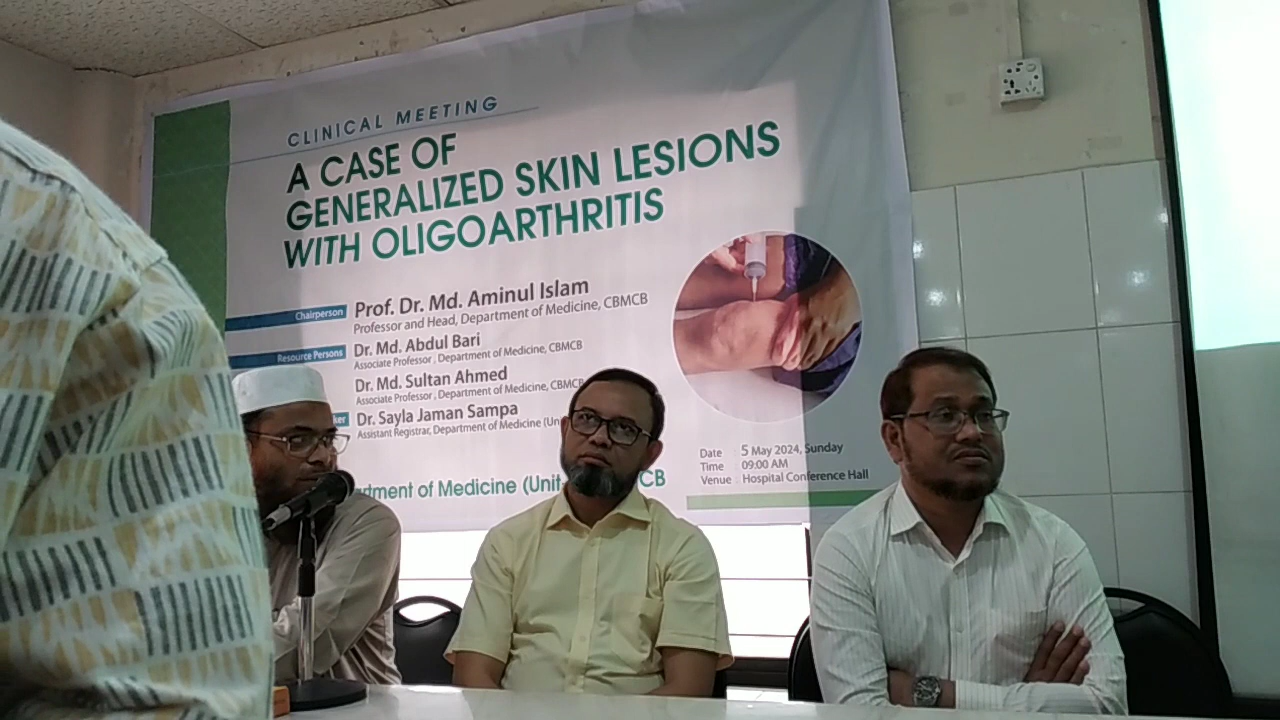 CLINICAL MEETING
A CASE OF
GENERALIZED SKIN LESIONS
WITH OLIGOARTHRITIS
Chairperson Prof. Dr. Md. Aminul Islam
Professor and Head, Department of Medicine, CBMCB
Resource Persons Dr. Md. Abdul Bari
Associate Professor, Department of Medicine, CBMCB
Dr. Md. Sultan Ahmed
Associate Professor, Department of Medicine, CBMCB
Dr. Sayla Jaman Sampa
Assistant Registrar, Department of Medicine
of Medicine
Date 5 May 2024, Sunday
Time 09:00 AM
Venue Hospital Conference Hall